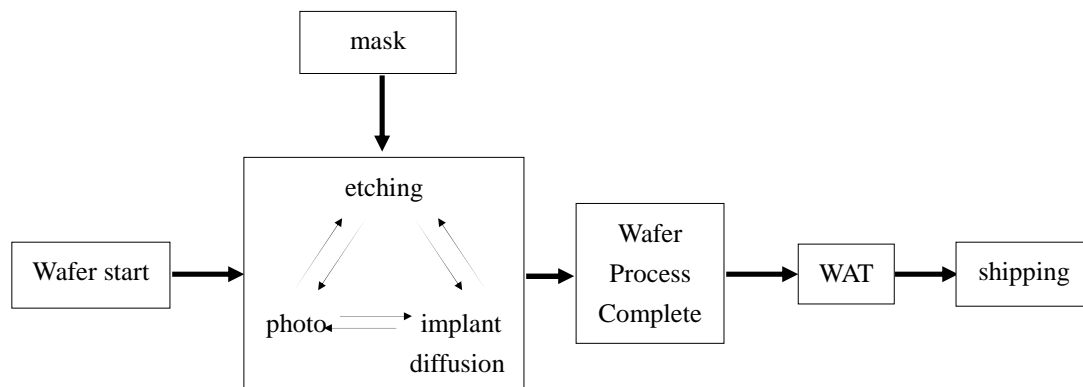 mask
etching
photo
implant
diffusion
Wafer start
Wafer
Process
Complete
WAT
shipping